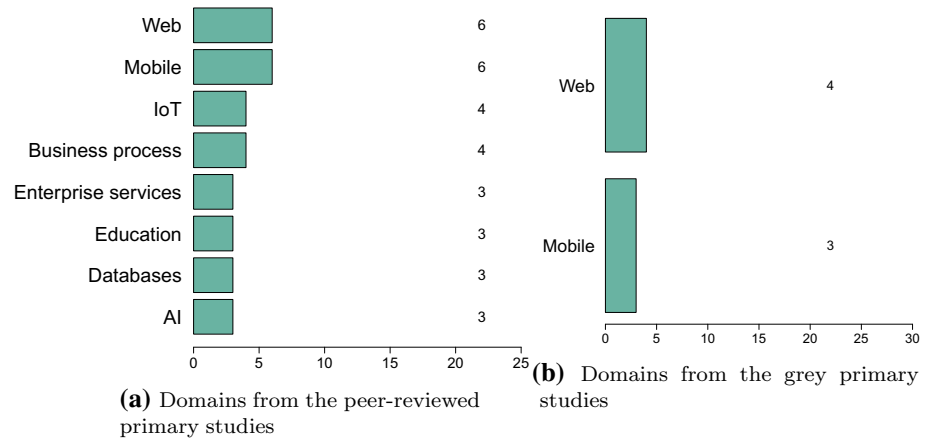 Web 6
Mobile 6
IoT 4
Business process 4
Enterprise services 3
Education 3
Databases 3
AI 3
0 5 10 15 20 25
(a) Domains from the peer-reviewed
primary studies
Web 4
Mobile 3
0 5 10 15 20 25 30
(b) Domains from the grey primary
studies